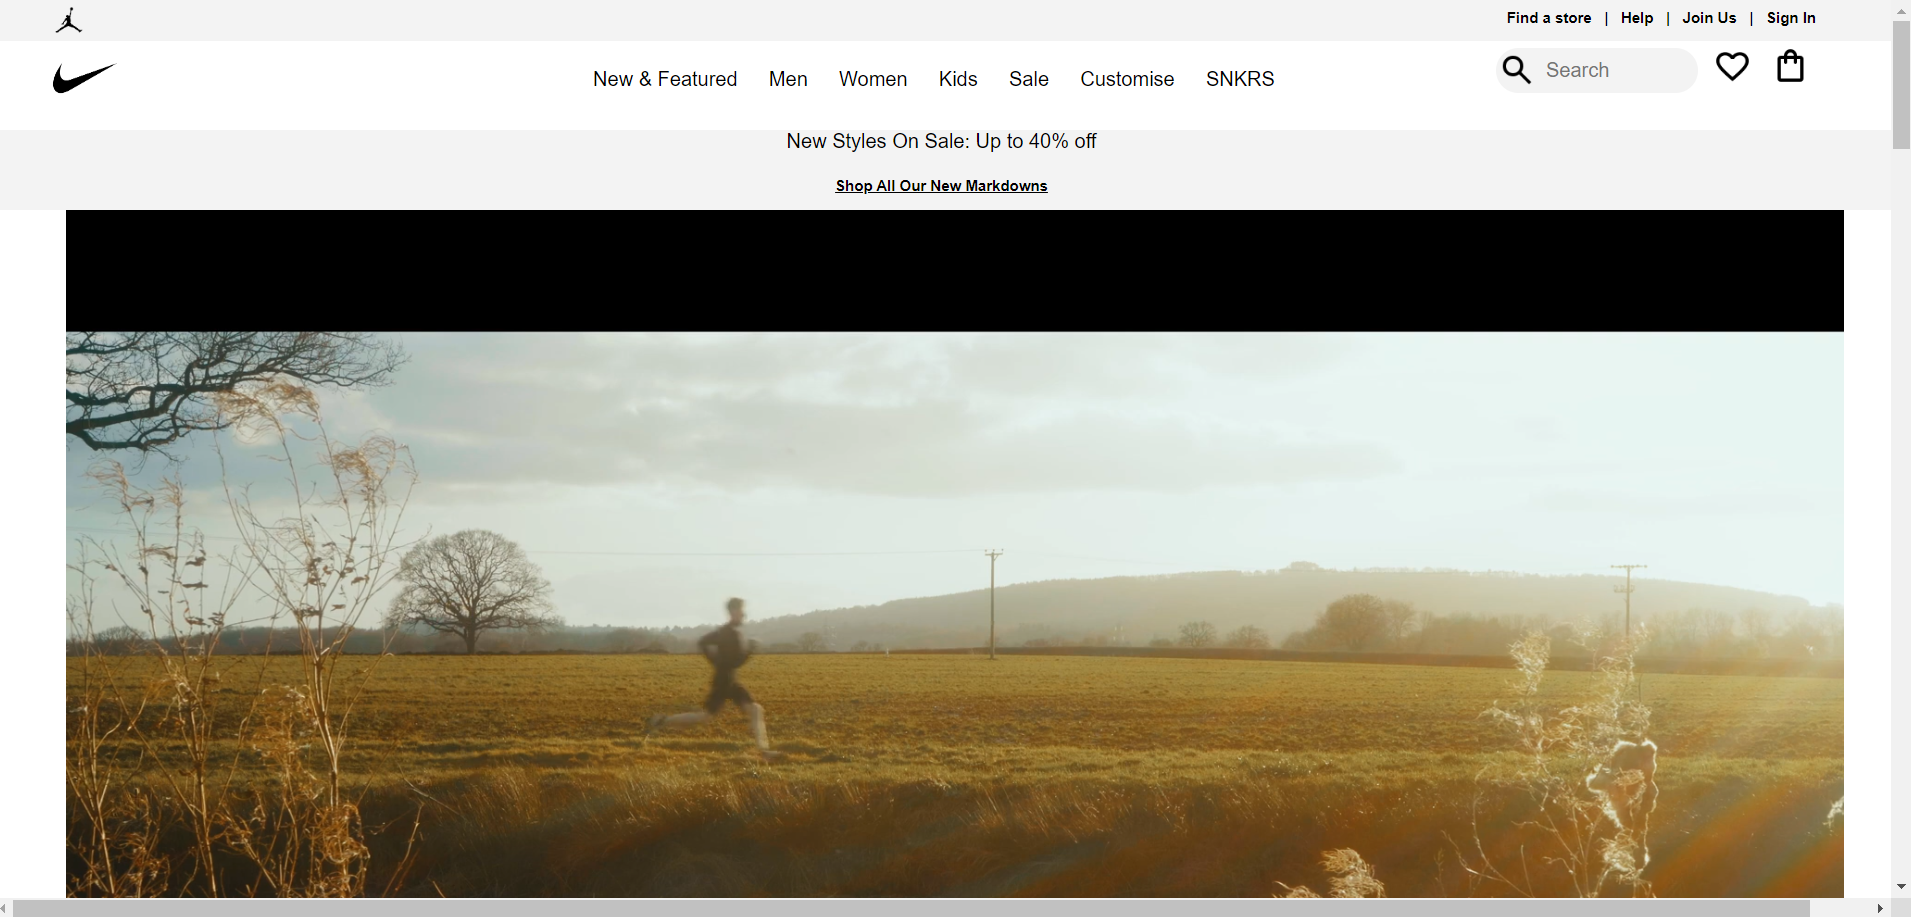 Find a store | Help | Join Us | Sign In
New & Featured Men Women Kids Sale Customise SNKRS
Search
New Styles On Sale: Up to 40% off
Shop All Our New Markdowns